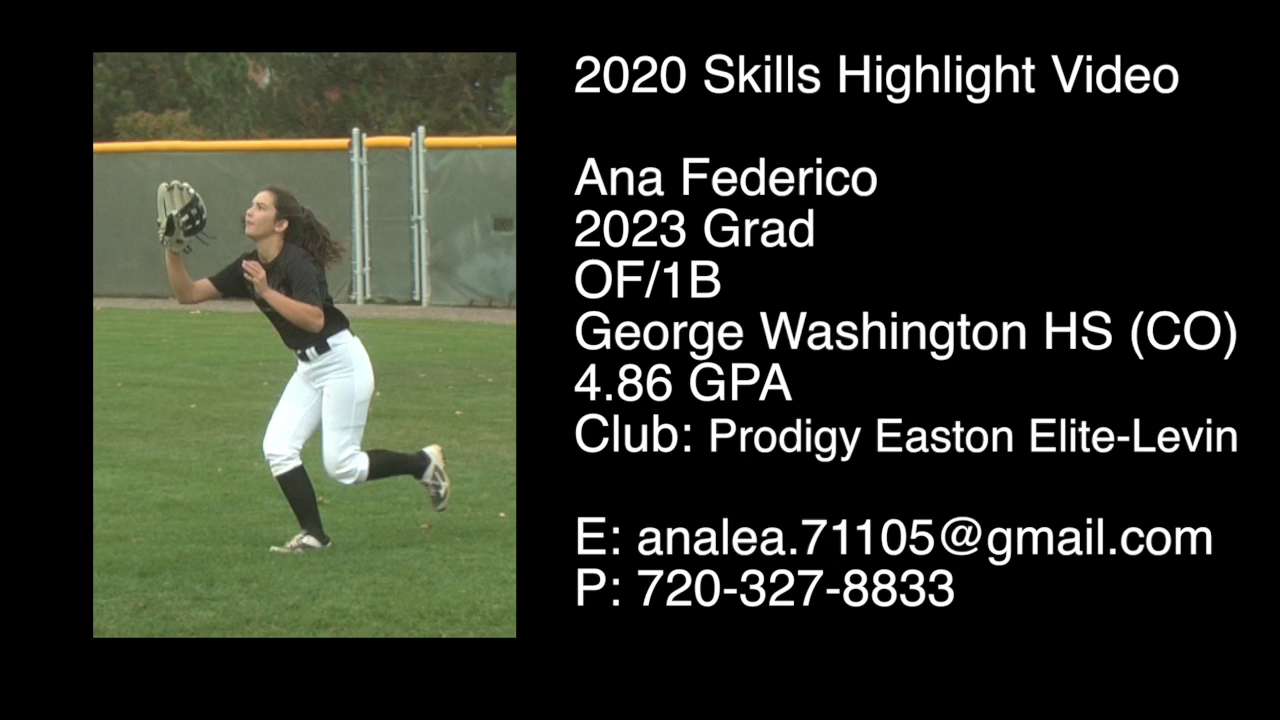 2020 Skills Highlight Video
Ana Federico
2023 Grad
OF/1B
George Washington HS (CO)
4.86 GPA
Club: Prodigy Easton Elite-Levin
E: analea.71105@gmail.com
P: 720-327-8833